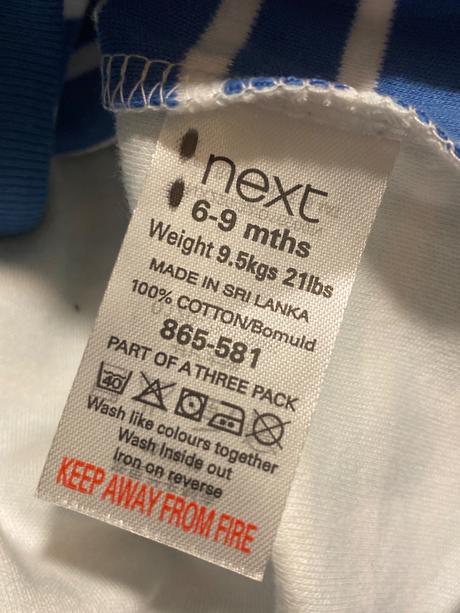 next
6-9 mths
Weight 9.5kgs 21lbs
MADE IN SRI LANKA
100% COTTON/Bomuld
865-581
PART OF A THREE PACK
40
Wash like colours together
Wash Inside out
Iron on reverse
KEEP AWAY FROM FIRE